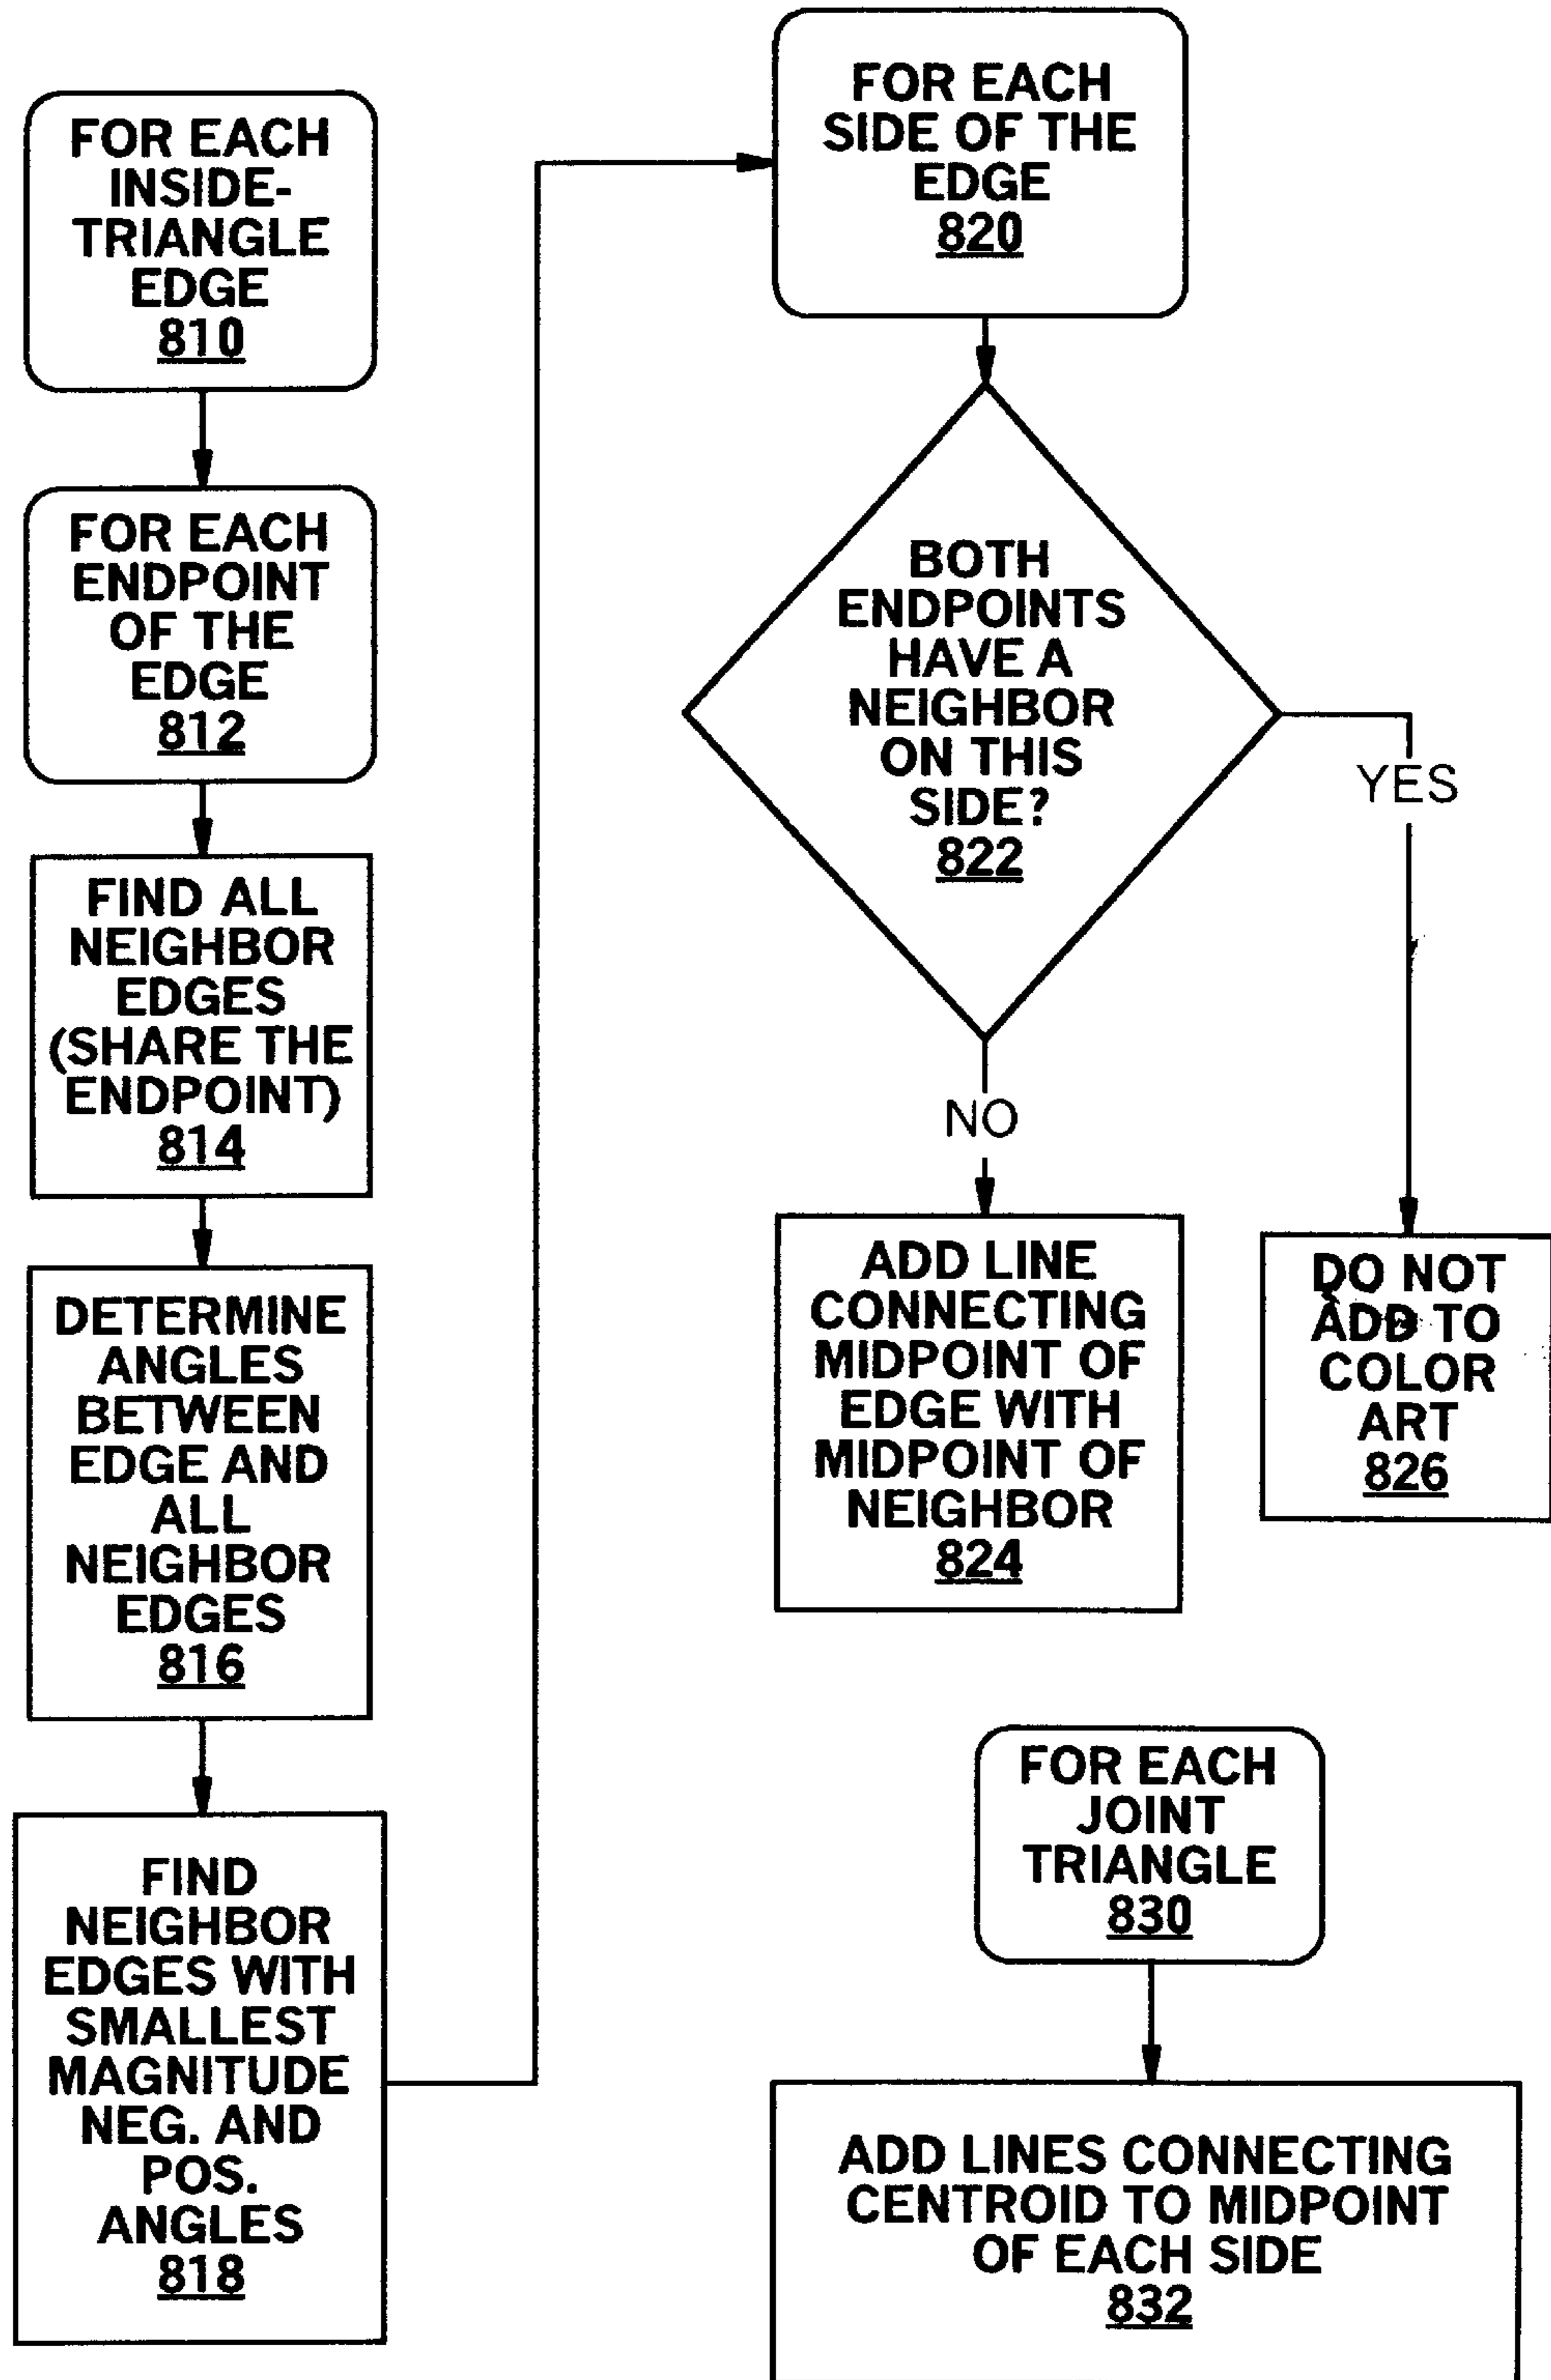 FOR EACH
INSIDE-
TRIANGLE
EDGE
810
FOR EACH
ENDPOINT
OF THE
EDGE
812
FIND ALL
NEIGHBOR
EDGES
(SHARE THE
ENDPOINT)
814
DETERMINE
ANGLES
BETWEEN
EDGE AND
ALL
NEIGHBOR
EDGES
816
FIND
NEIGHBOR
EDGES WITH
SMALLEST
MAGNITUDE
NEG. AND
POS.
ANGLES
818
FOR EACH
SIDE OF THE
EDGE
820
BOTH
ENDPOINTS
HAVE A
NEIGHBOR
ON THIS
SIDE?
822
YES
NO
ADD LINE
CONNECTING
MIDPOINT OF
EDGE WITH
MIDPOINT OF
NEIGHBOR
824
DO NOT
ADD TO
COLOR
ART
826
FOR EACH
JOINT
TRIANGLE
830
ADD LINES CONNECTING
CENTROID TO MIDPOINT
OF EACH SIDE
832